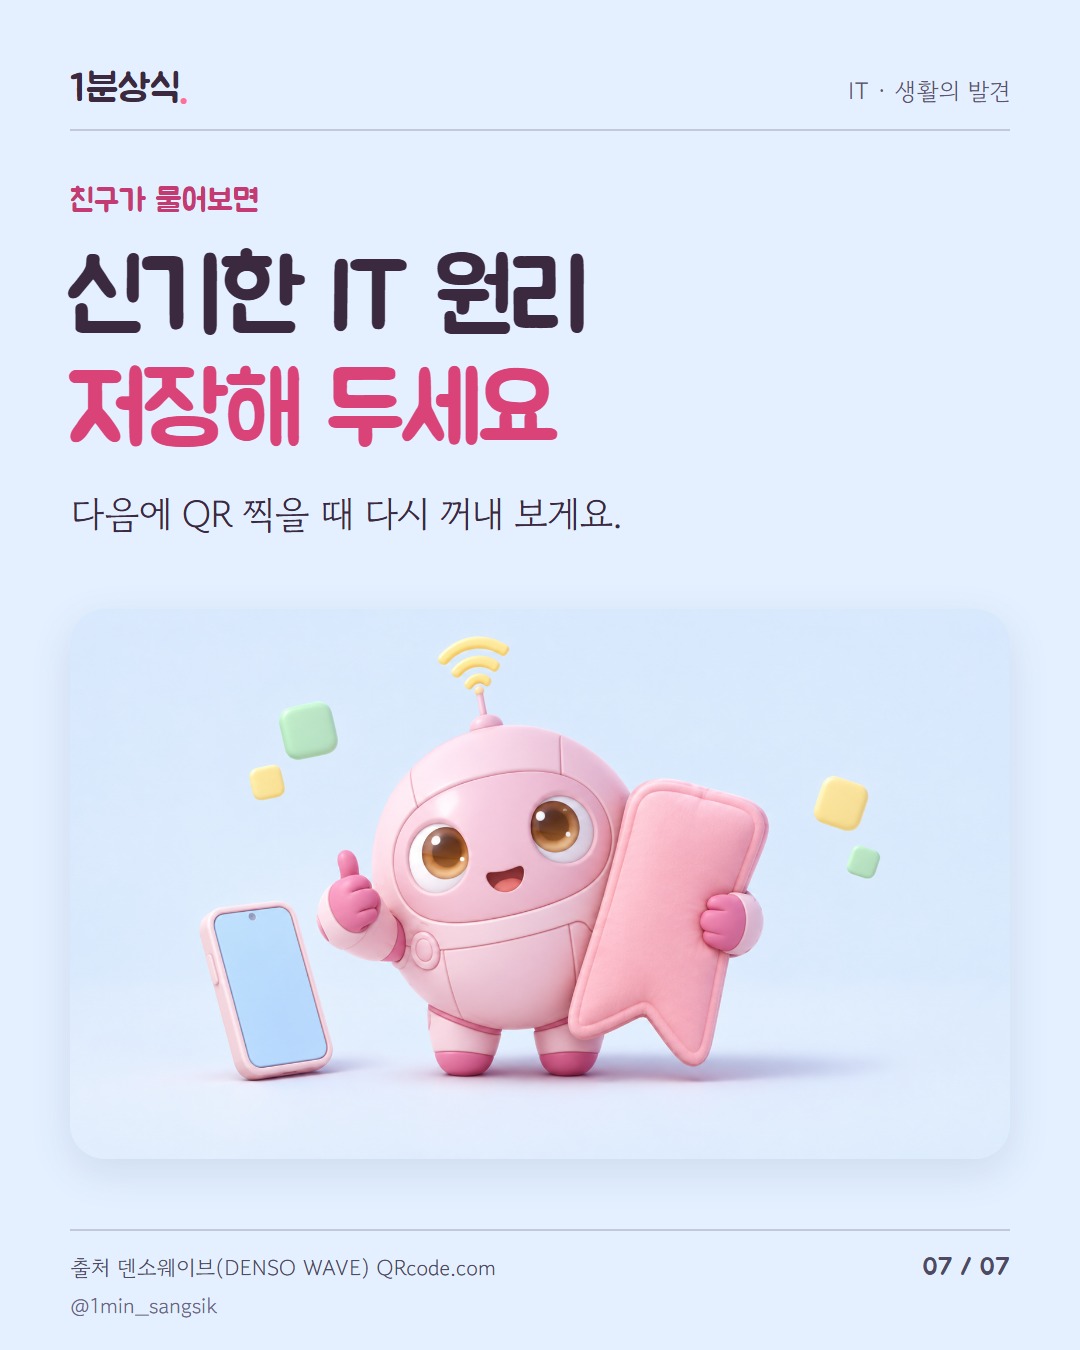 1분상식.
IT · 생활의 발견
친구가 물어보면
신기한 IT 원리
저장해 두세요
다음에 QR 찍을 때 다시 꺼내 보게요.
출처 덴소웨이브(DENSO WAVE) QRcode.com
07 / 07
@1min_sangsik